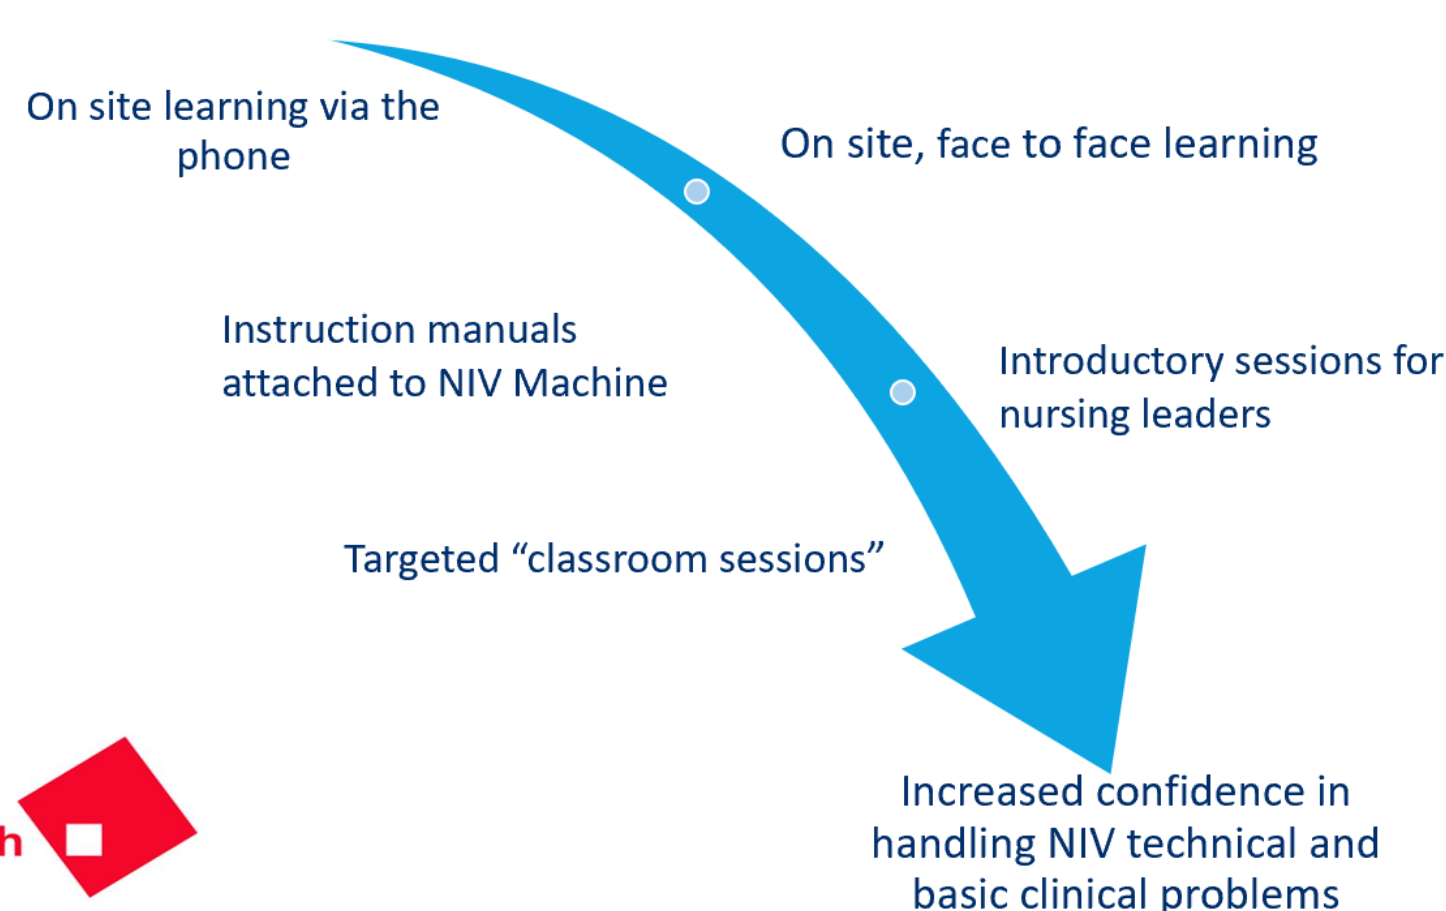 On site learning via the
phone
On site, face to face learning
Instruction manuals
attached to NIV Machine
Introductory sessions for
nursing leaders
Targeted “classroom sessions”
Increased confidence in
handling NIV technical and
basic clinical problems
h